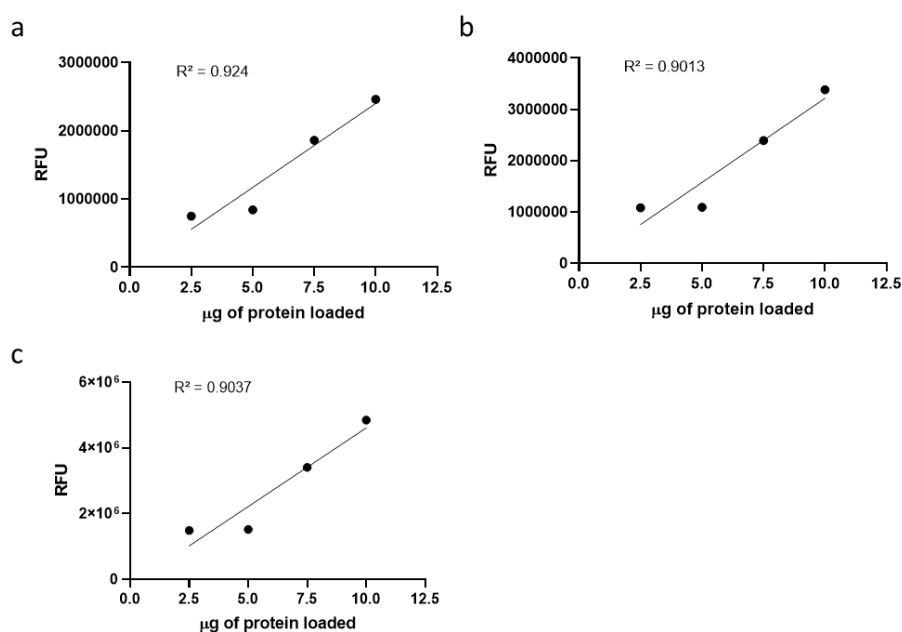 a
R² = 0.924
3000000
2000000
1000000
0
RFU
0.0 2.5 5.0 7.5 10.0 12.5
μg of protein loaded
b
R² = 0.9013
4000000
3000000
2000000
1000000
0
RFU
0.0 2.5 5.0 7.5 10.0 12.5
μg of protein loaded
c
R² = 0.9037
6×10⁶
4×10⁶
2×10⁶
0
RFU
0.0 2.5 5.0 7.5 10.0 12.5
μg of protein loaded